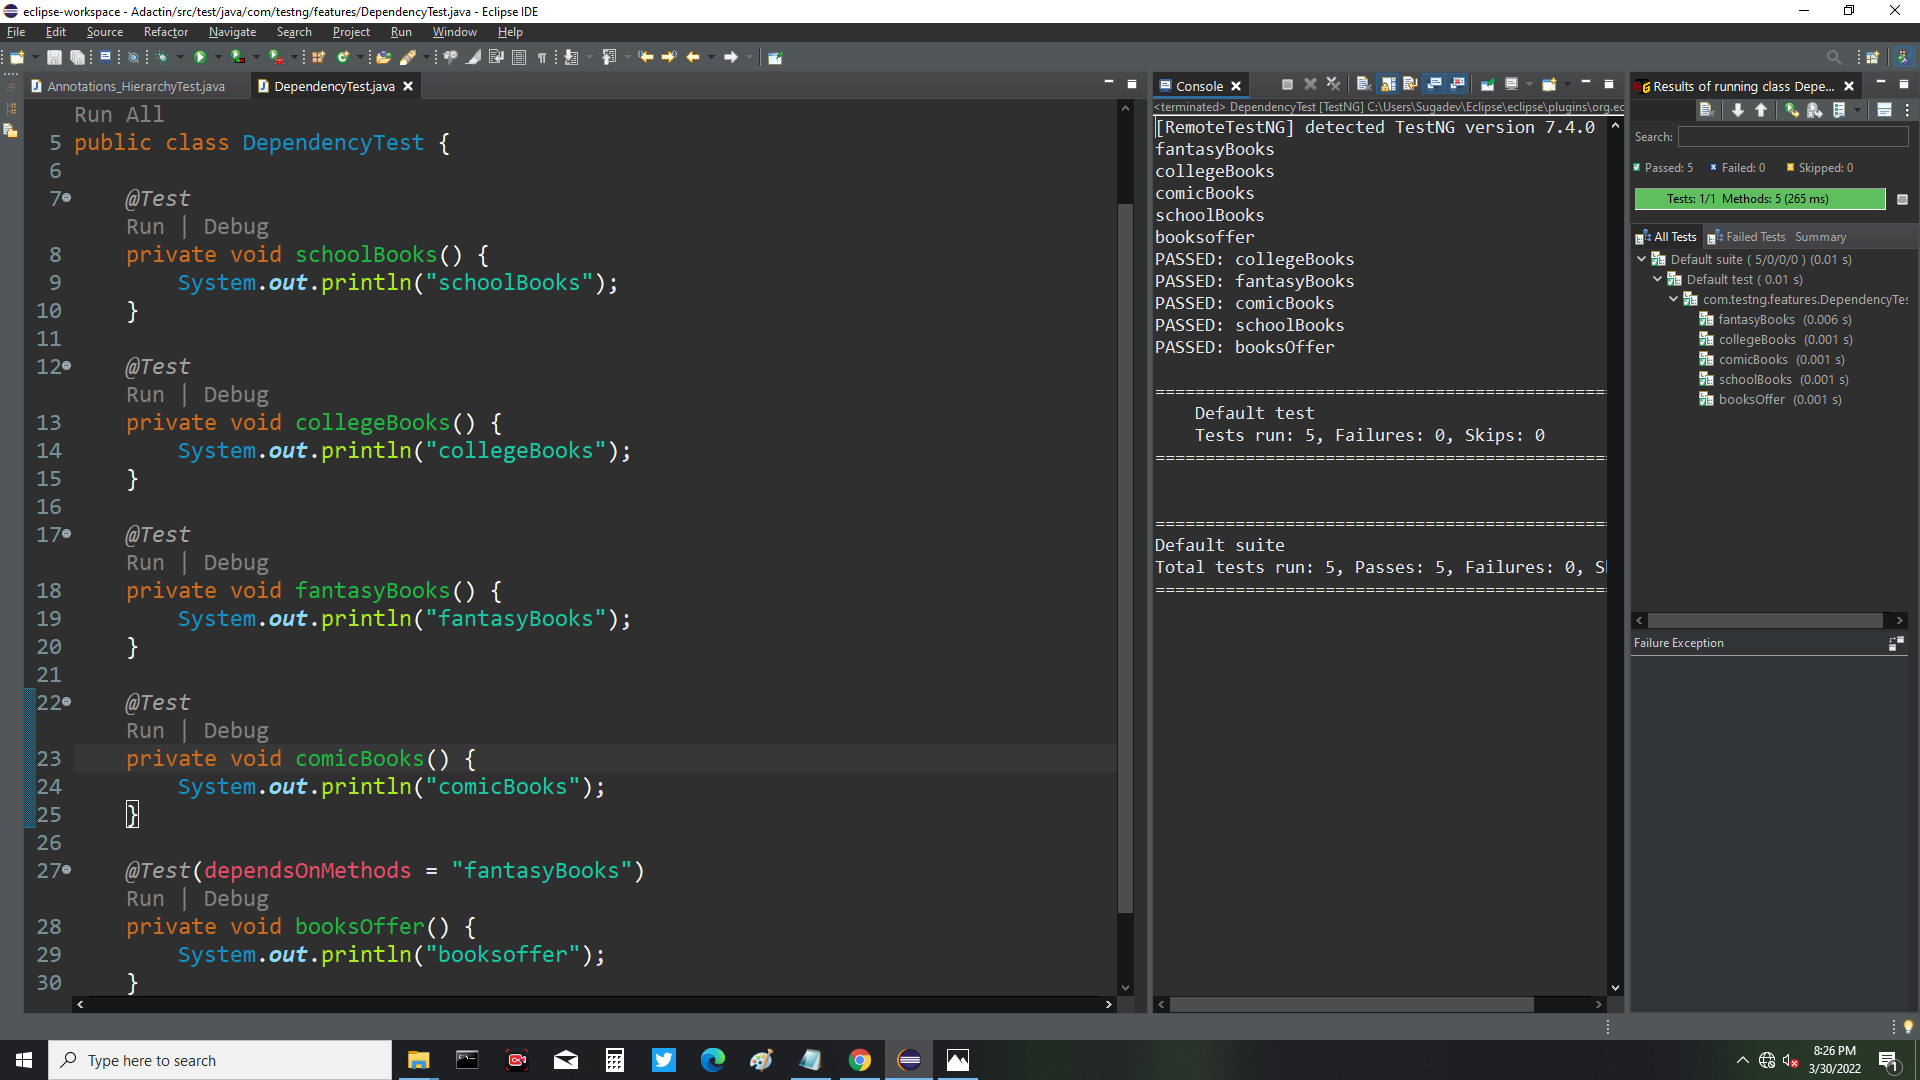 eclipse-workspace - Adactin/src/test/java/com/testng/features/DependencyTest.java - Eclipse IDE
File Edit Source Refactor Navigate Search Project Run Window Help
Annotations_HierarchyTest.java DependencyTest.java
Run All
5 public class DependencyTest {
6
7 @Test
Run | Debug
8 private void schoolBooks() {
9 System.out.println("schoolBooks");
10 }
11
12 @Test
Run | Debug
13 private void collegeBooks() {
14 System.out.println("collegeBooks");
15 }
16
17 @Test
Run | Debug
18 private void fantasyBooks() {
19 System.out.println("fantasyBooks");
20 }
21
22 @Test
Run | Debug
23 private void comicBooks() {
24 System.out.println("comicBooks");
25 }
26
27 @Test(dependsOnMethods = "fantasyBooks")
Run | Debug
28 private void booksOffer() {
29 System.out.println("booksoffer");
30 }
Console
<terminated> DependencyTest [TestNG] C:\Users\Sugadev\Eclipse\eclipse\plugins\org.ec
[RemoteTestNG] detected TestNG version 7.4.0
fantasyBooks
collegeBooks
comicBooks
schoolBooks
booksoffer
PASSED: collegeBooks
PASSED: fantasyBooks
PASSED: comicBooks
PASSED: schoolBooks
PASSED: booksOffer
===============================================
Default test
Tests run: 5, Failures: 0, Skips: 0
===============================================
===============================================
Default suite
Total tests run: 5, Passes: 5, Failures: 0, Sk
===============================================
Results of running class Depe...
Search:
Passed: 5 Failed: 0 Skipped: 0
Tests: 1/1 Methods: 5 (265 ms)
All Tests Failed Tests Summary
Default suite ( 5/0/0/0 ) (0.01 s)
Default test ( 0.01 s)
com.testng.features.DependencyTes
fantasyBooks (0.006 s)
collegeBooks (0.001 s)
comicBooks (0.001 s)
schoolBooks (0.001 s)
booksOffer (0.001 s)
Failure Exception
Type here to search
8:26 PM
3/30/2022
1